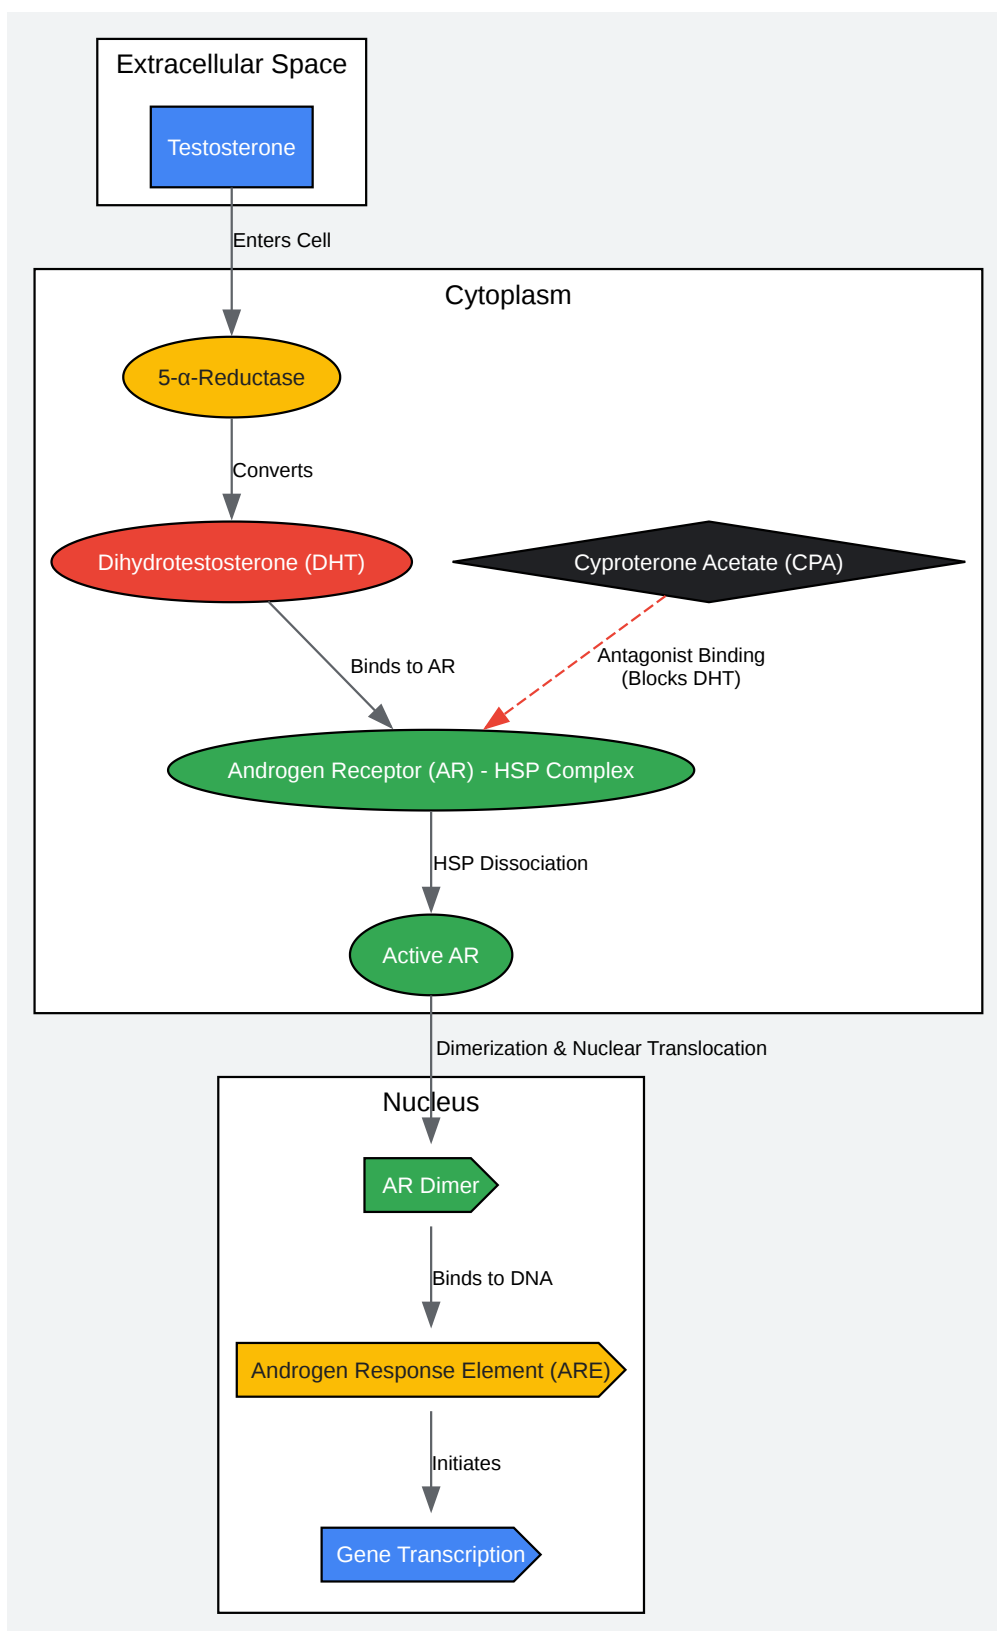 Extracellular Space
Testosterone
Enters Cell
Cytoplasm
5-α-Reductase
Converts
Dihydrotestosterone (DHT)
Cyproterone Acetate (CPA)
Binds to AR
Antagonist Binding
(Blocks DHT)
Androgen Receptor (AR) - HSP Complex
HSP Dissociation
Active AR
Dimerization & Nuclear Translocation
Nucleus
AR Dimer
Binds to DNA
Androgen Response Element (ARE)
Initiates
Gene Transcription